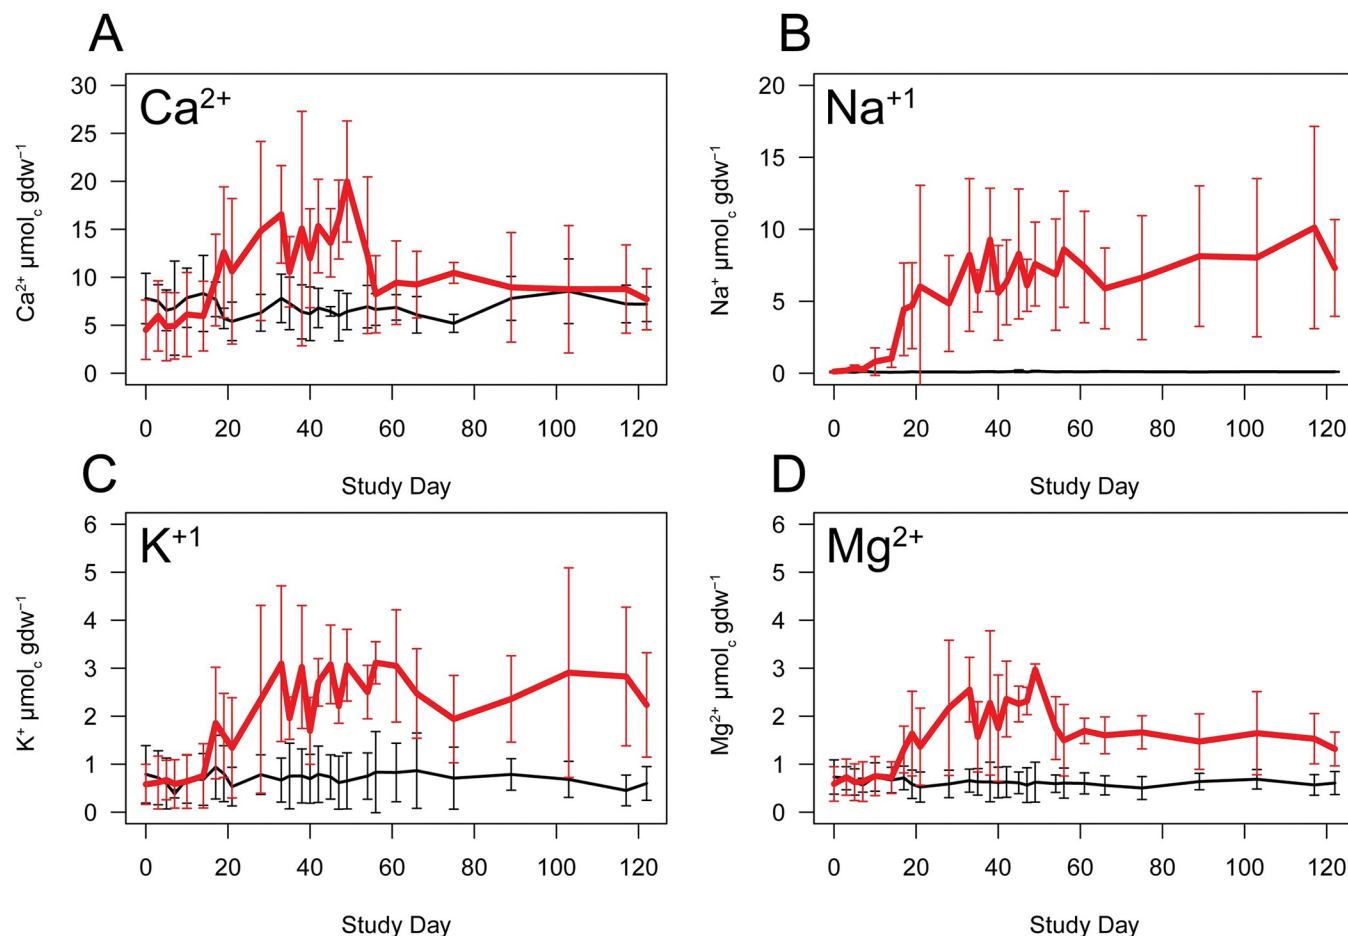 A
30
25
20
15
10
5
0
Ca²⁺
Ca²⁺ µmol꜀ gdw⁻¹
0 20 40 60 80 100 120
Study Day
B
20
15
10
5
0
Na⁺¹
Na⁺ µmol꜀ gdw⁻¹
0 20 40 60 80 100 120
Study Day
C
6
5
4
3
2
1
0
K⁺¹
K⁺ µmol꜀ gdw⁻¹
0 20 40 60 80 100 120
Study Day
D
6
5
4
3
2
1
0
Mg²⁺
Mg²⁺ µmol꜀ gdw⁻¹
0 20 40 60 80 100 120
Study Day